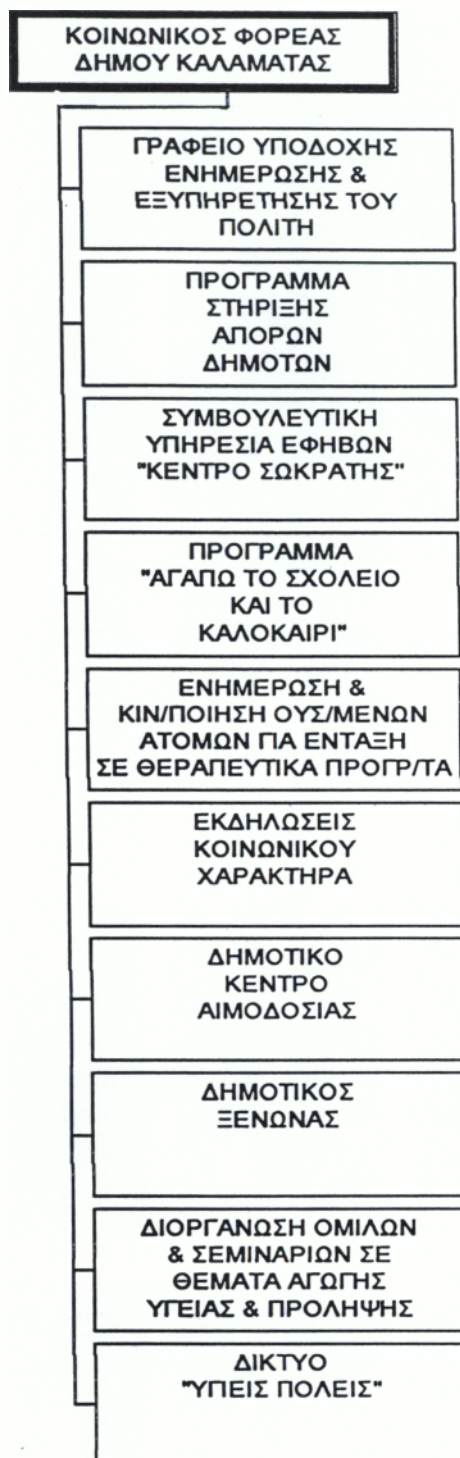 ΚΟΙΝΩΝΙΚΟΣ ΦΟΡΕΑΣ
ΔΗΜΟΥ ΚΑΛΑΜΑΤΑΣ
ΓΡΑΦΕΙΟ ΥΠΟΔΟΧΗΣ
ΕΝΗΜΕΡΩΣΗΣ &
ΕΞΥΠΗΡΕΤΗΣΗΣ ΤΟΥ
ΠΟΛΙΤΗ
ΠΡΟΓΡΑΜΜΑ
ΣΤΗΡΙΞΗΣ
ΑΠΟΡΩΝ
ΔΗΜΟΤΩΝ
ΣΥΜΒΟΥΛΕΥΤΙΚΗ
ΥΠΗΡΕΣΙΑ ΕΦΗΒΩΝ
"ΚΕΝΤΡΟ ΣΩΚΡΑΤΗΣ"
ΠΡΟΓΡΑΜΜΑ
"ΑΓΑΠΩ ΤΟ ΣΧΟΛΕΙΟ
ΚΑΙ ΤΟ
ΚΑΛΟΚΑΙΡΙ"
ΕΝΗΜΕΡΩΣΗ &
ΚΙΝ/ΠΟΙΗΣΗ ΟΥΣ/ΜΕΝΩΝ
ΑΤΟΜΩΝ ΓΙΑ ΕΝΤΑΞΗ
ΣΕ ΘΕΡΑΠΕΥΤΙΚΑ ΠΡΟΓΡ/ΤΑ
ΕΚΔΗΛΩΣΕΙΣ
ΚΟΙΝΩΝΙΚΟΥ
ΧΑΡΑΚΤΗΡΑ
ΔΗΜΟΤΙΚΟ
ΚΕΝΤΡΟ
ΑΙΜΟΔΟΣΙΑΣ
ΔΗΜΟΤΙΚΟΣ
ΞΕΝΩΝΑΣ
ΔΙΟΡΓΑΝΩΣΗ ΟΜΙΛΩΝ
& ΣΕΜΙΝΑΡΙΩΝ ΣΕ
ΘΕΜΑΤΑ ΑΓΩΓΗΣ
ΥΓΕΙΑΣ & ΠΡΟΛΗΨΗΣ
ΔΙΚΤΥΟ
"ΥΠΕΙΣ ΠΟΛΕΙΣ"